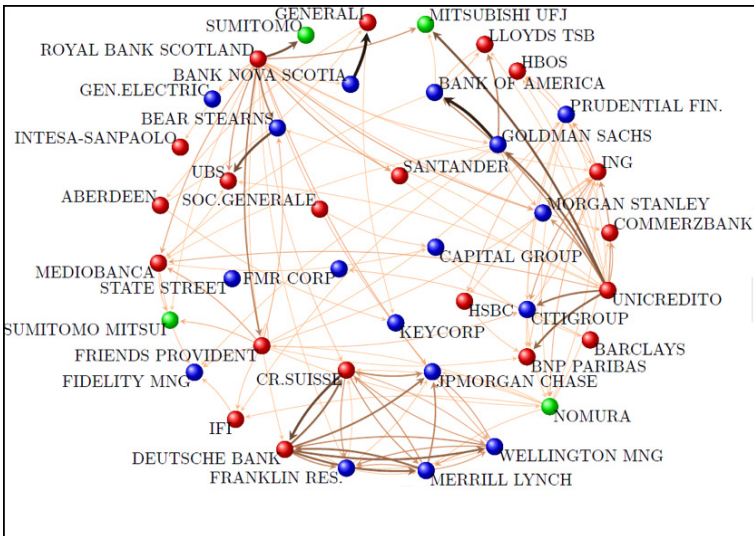 GENERALI
SUMITOMO
MITSUBISHI UFJ
LLOYDS TSB
ROYAL BANK SCOTLAND
HBOS
BANK NOVA SCOTIA
BANK OF AMERICA
GEN.ELECTRIC
PRUDENTIAL FIN.
BEAR STEARNS
GOLDMAN SACHS
INTESA-SANPAOLO
UBS
SANTANDER
ING
ABERDEEN
SOC.GENERALE
MORGAN STANLEY
COMMERZBANK
CAPITAL GROUP
MEDIOBANCA
STATE STREET
FMR CORP
UNICREDITO
HSBC
CITIGROUP
SUMITOMO MITSUI
KEYCORP
BARCLAYS
FRIENDS PROVIDENT
BNP PARIBAS
FIDELITY MNG
CR.SUISSE
JPMORGAN CHASE
NOMURA
IFI
DEUTSCHE BANK
WELLINGTON MNG
FRANKLIN RES.
MERRILL LYNCH